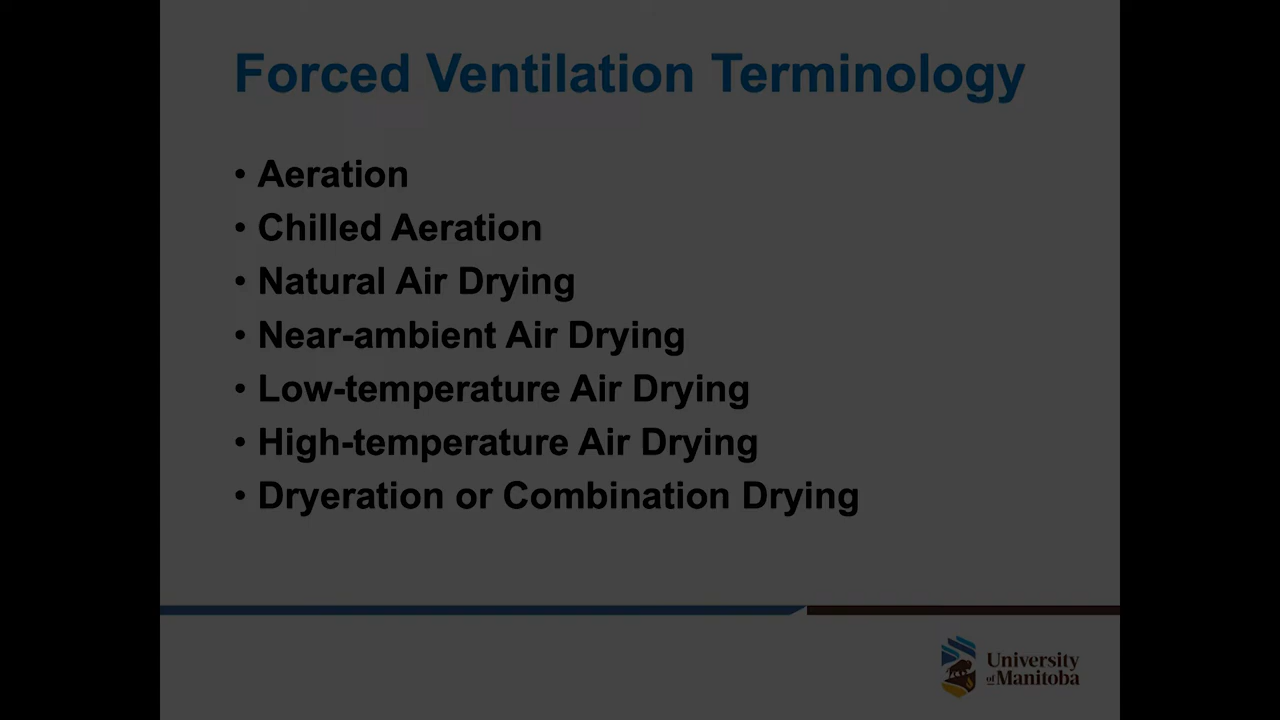 Forced Ventilation Terminology
• Aeration
• Chilled Aeration
• Natural Air Drying
• Near-ambient Air Drying
• Low-temperature Air Drying
• High-temperature Air Drying
• Dryeration or Combination Drying
University
of Manitoba